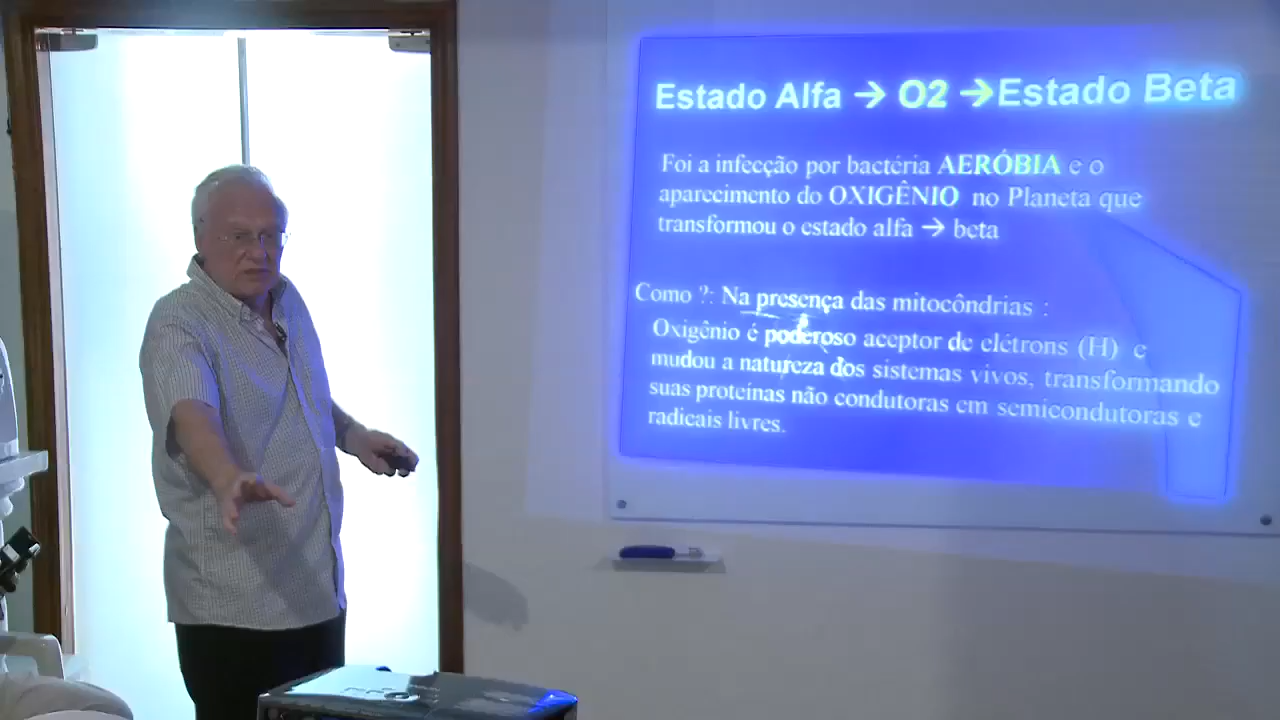 Estado Alfa → O2 → Estado Beta
Foi a infecção por bactéria AERÓBIA e o
aparecimento do OXIGÊNIO no Planeta que
transformou o estado alfa → beta
Como ?: Na presença das mitocôndrias :
Oxigênio é poderoso aceptor de elétrons (H) e
mudou a natureza dos sistemas vivos, transformando
suas proteínas não condutoras em semicondutoras e
radicais livres.